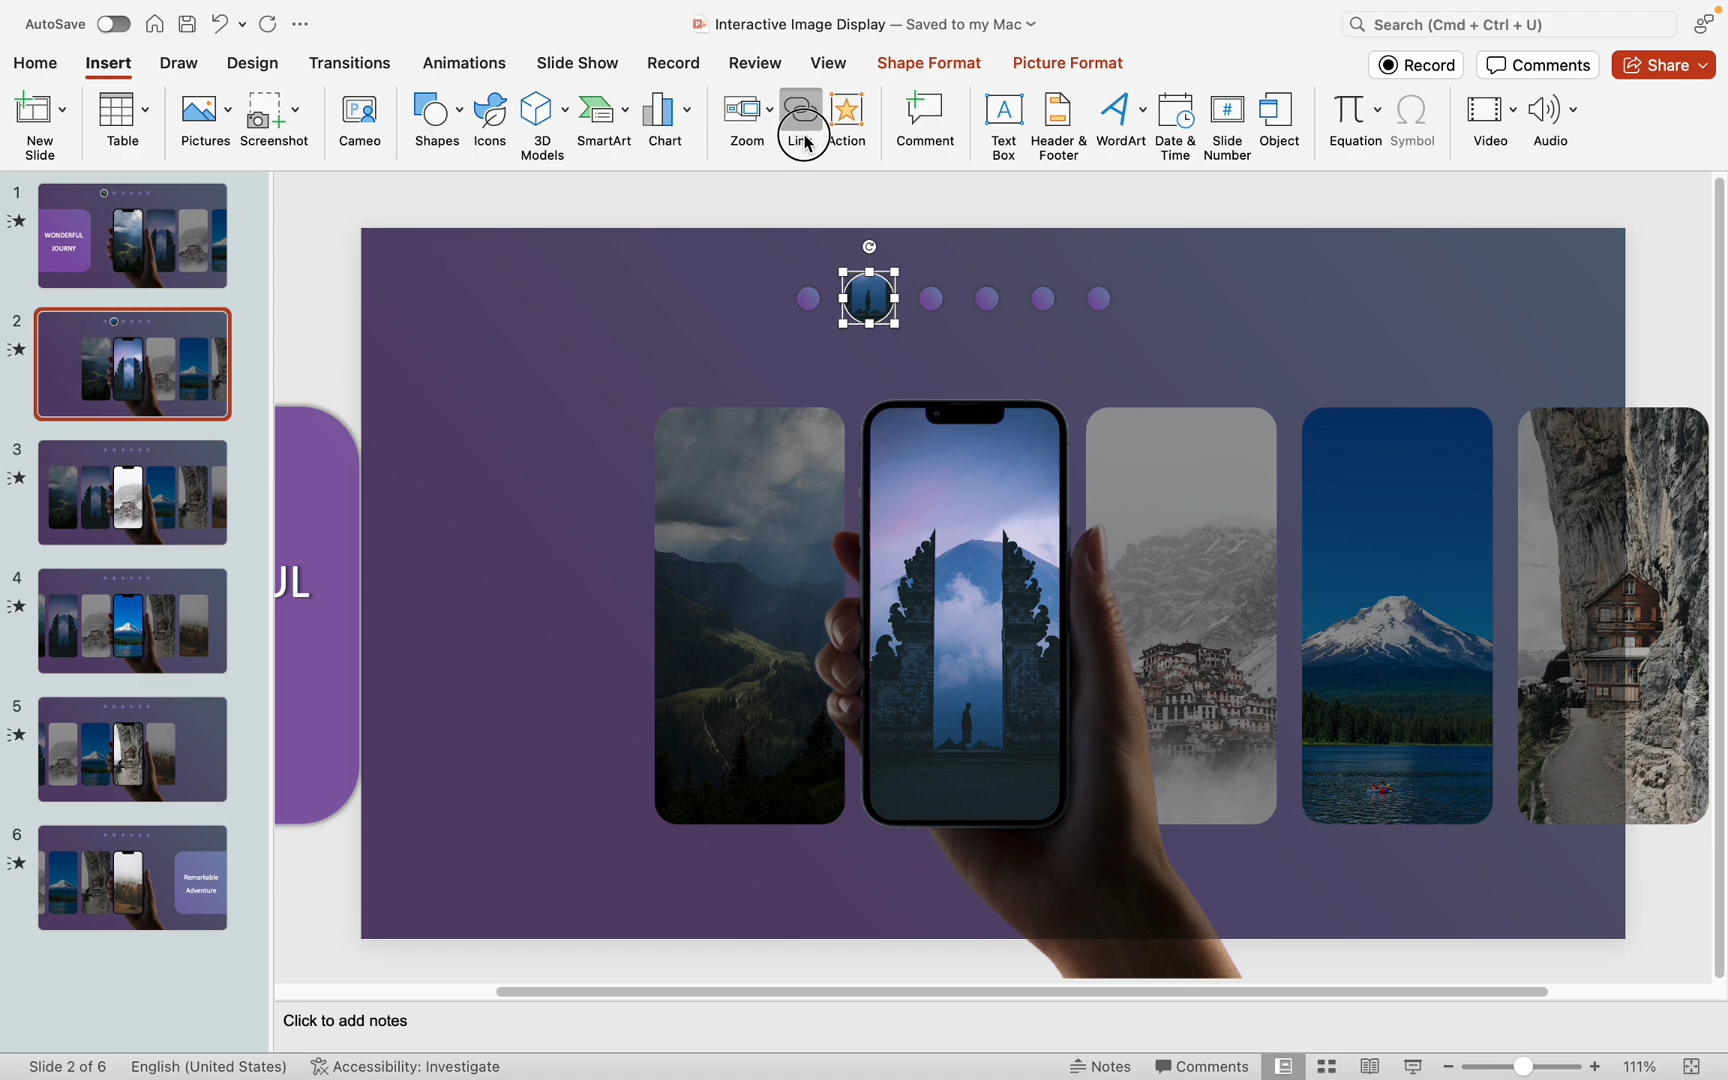 AutoSave
Interactive Image Display — Saved to my Mac
Search (Cmd + Ctrl + U)
Home Insert Draw Design Transitions Animations Slide Show Record Review View Shape Format Picture Format
Record Comments Share
New Slide
Table
Pictures
Screenshot
Cameo
Shapes
Icons
3D Models
SmartArt
Chart
Zoom
Link
Action
Comment
Text Box
Header & Footer
WordArt
Date & Time
Slide Number
Object
Equation
Symbol
Video
Audio
1
WONDERFUL
JOURNY
2
3
4
5
6
Remarkable
Adventure
UL
Click to add notes
Slide 2 of 6 English (United States) Accessibility: Investigate Notes Comments 111%